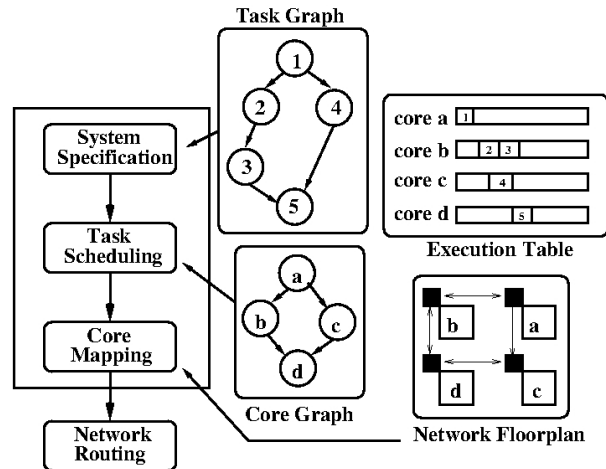 Task Graph
1
2
4
3
5
System
Specification
Task
Scheduling
Core
Mapping
Network
Routing
a
b
c
d
Core Graph
core a
1
core b
2 3
core c
4
core d
5
Execution Table
b
a
d
c
Network Floorplan